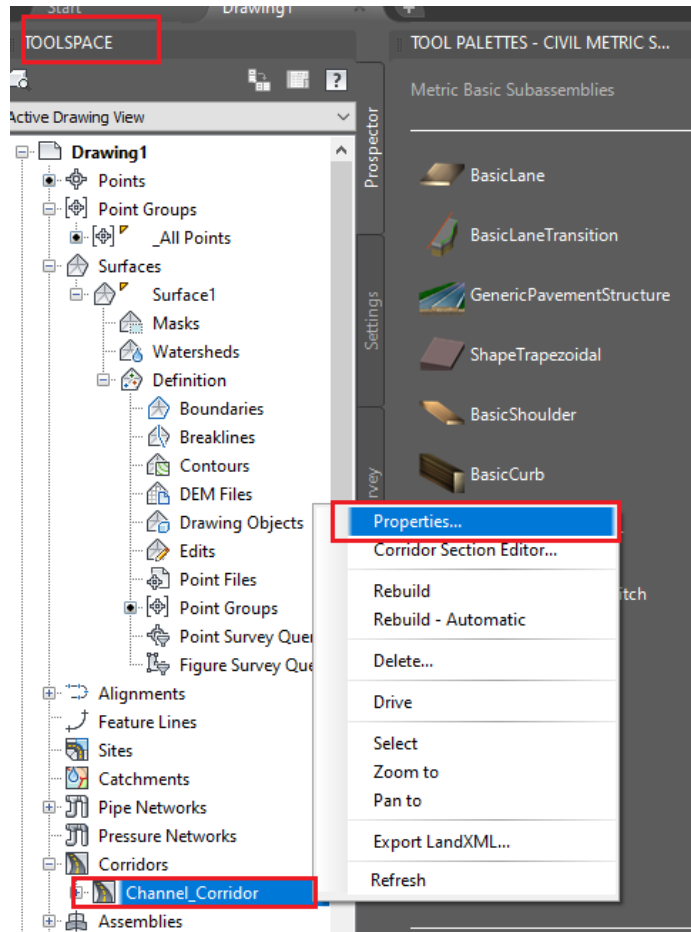 Start
Drawing1
TOOLSPACE
TOOL PALETTES - CIVIL METRIC S...
Active Drawing View
Metric Basic Subassemblies
Prospector
Settings
Drawing1
Points
Point Groups
_All Points
Surfaces
Surface1
Masks
Watersheds
Definition
Boundaries
Breaklines
Contours
DEM Files
Drawing Objects
Edits
Point Files
Point Groups
Point Survey Quer
Figure Survey Que
Alignments
Feature Lines
Sites
Catchments
Pipe Networks
Pressure Networks
Corridors
Channel_Corridor
Assemblies
BasicLane
BasicLaneTransition
GenericPavementStructure
ShapeTrapezoidal
BasicShoulder
BasicCurb
Properties...
Corridor Section Editor...
Rebuild
Rebuild - Automatic
Delete...
Drive
Select
Zoom to
Pan to
Export LandXML...
Refresh